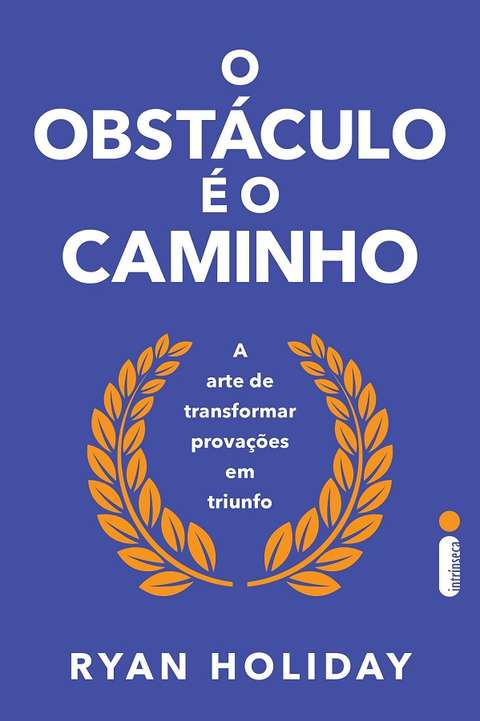 O
OBSTÁCULO
É O
CAMINHO
A
arte de
transformar
provações
em
triunfo
intrínseca
RYAN HOLIDAY